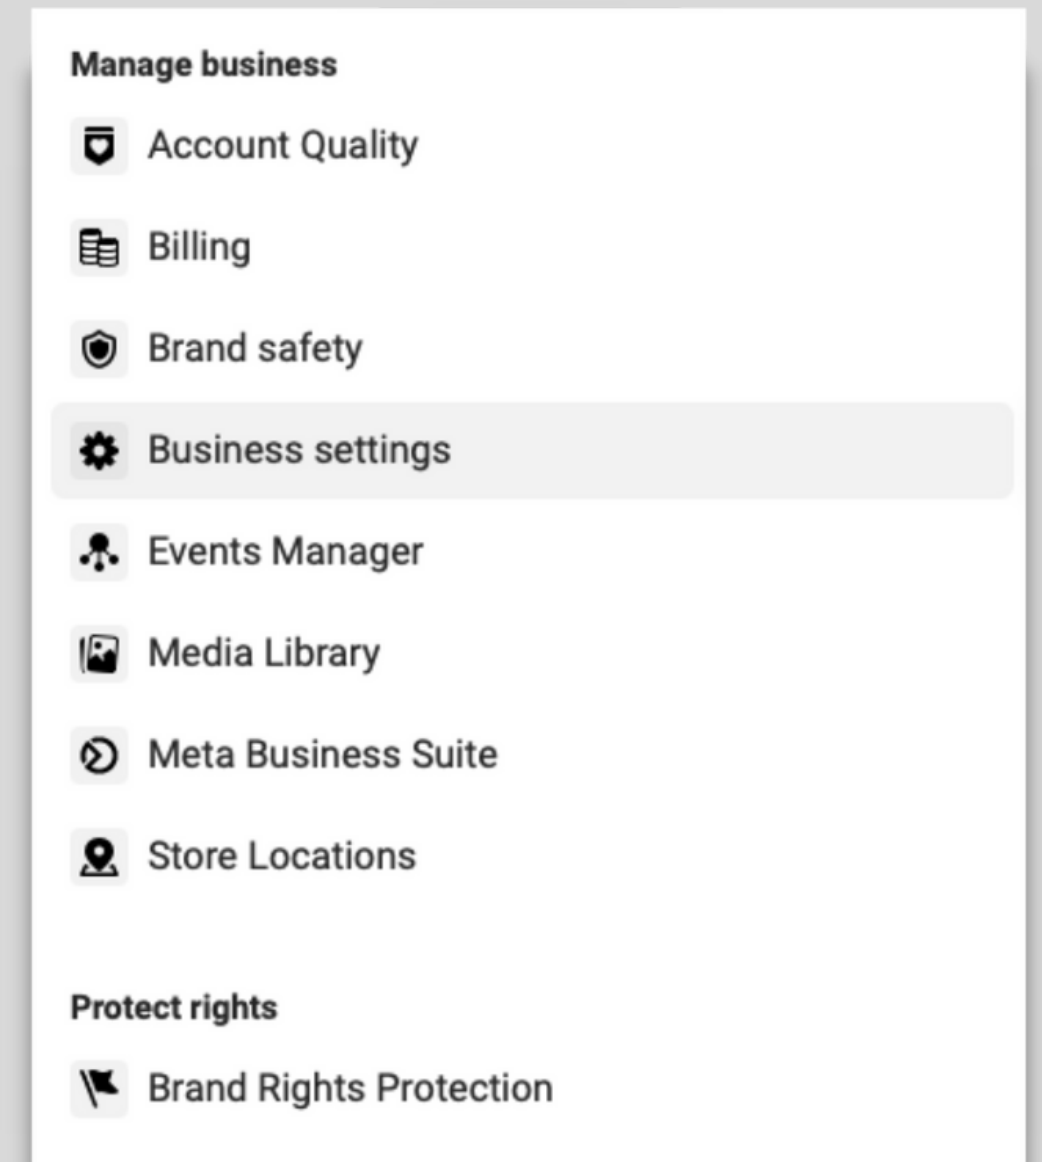 Manage business
Account Quality
Billing
Brand safety
Business settings
Events Manager
Media Library
Meta Business Suite
Store Locations
Protect rights
Brand Rights Protection